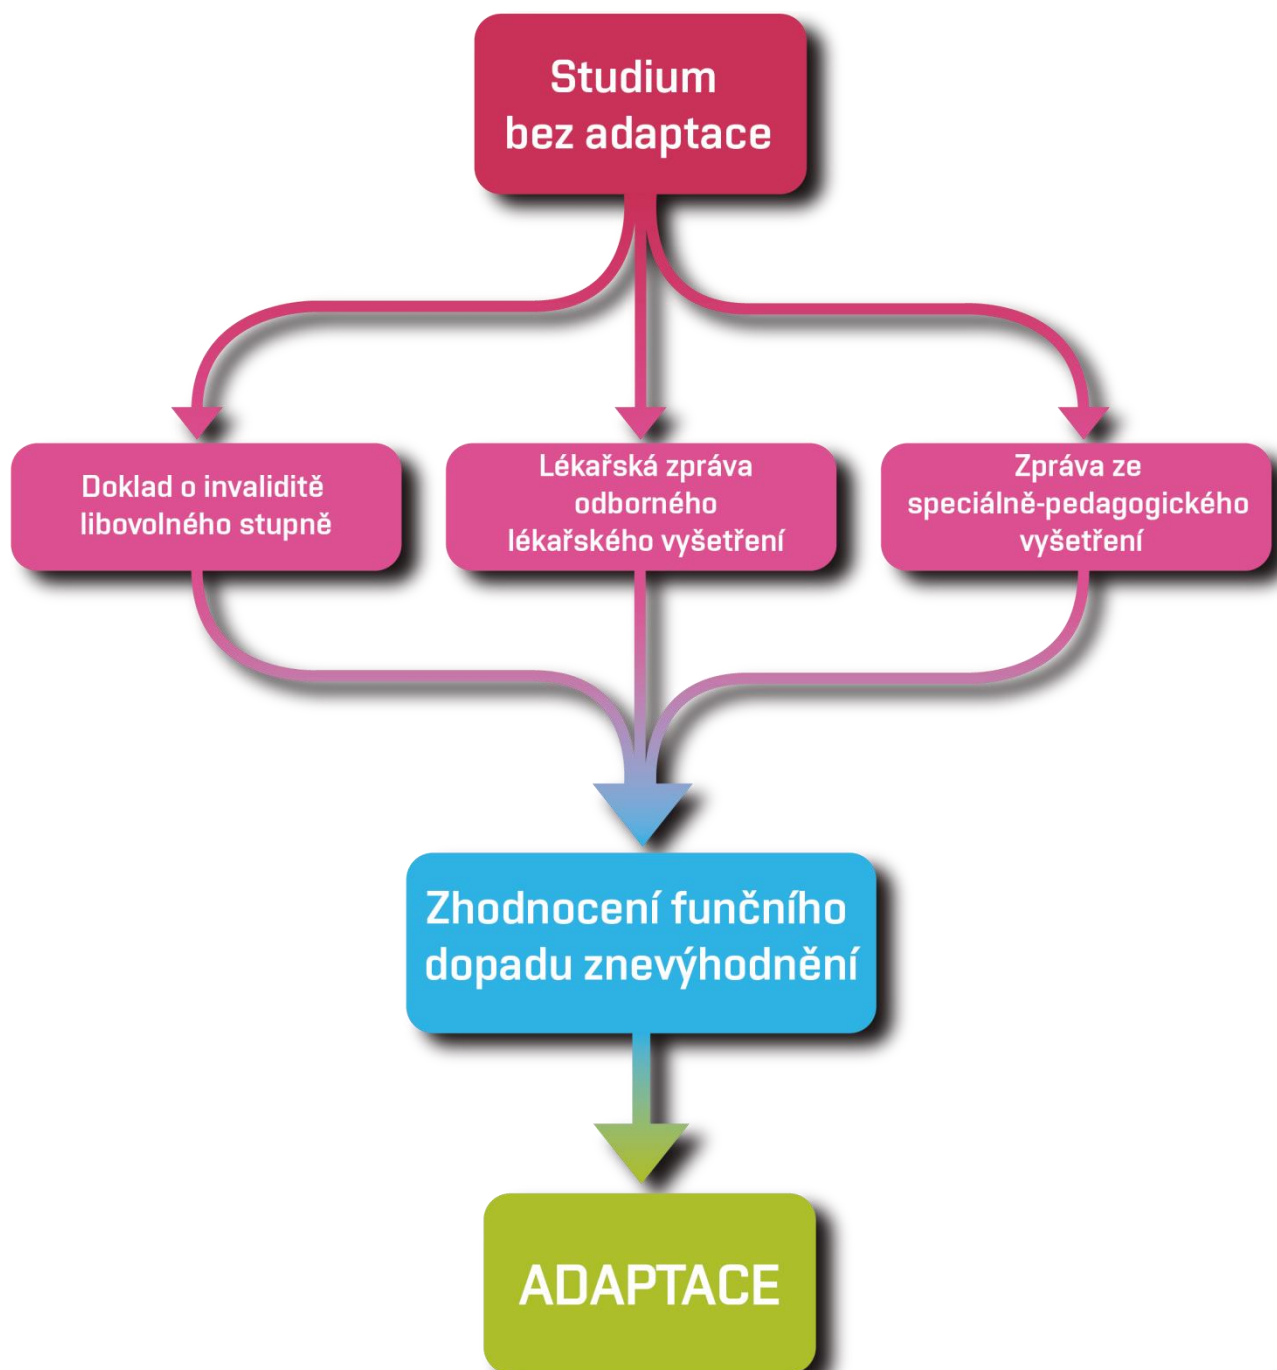 Studium
bez adaptace
Doklad o invaliditě
libovolného stupně
Lékařská zpráva
odborného
lékařského vyšetření
Zpráva ze
speciálně-pedagogického
vyšetření
Zhodnocení funčního
dopadu znevýhodnění
ADAPTACE